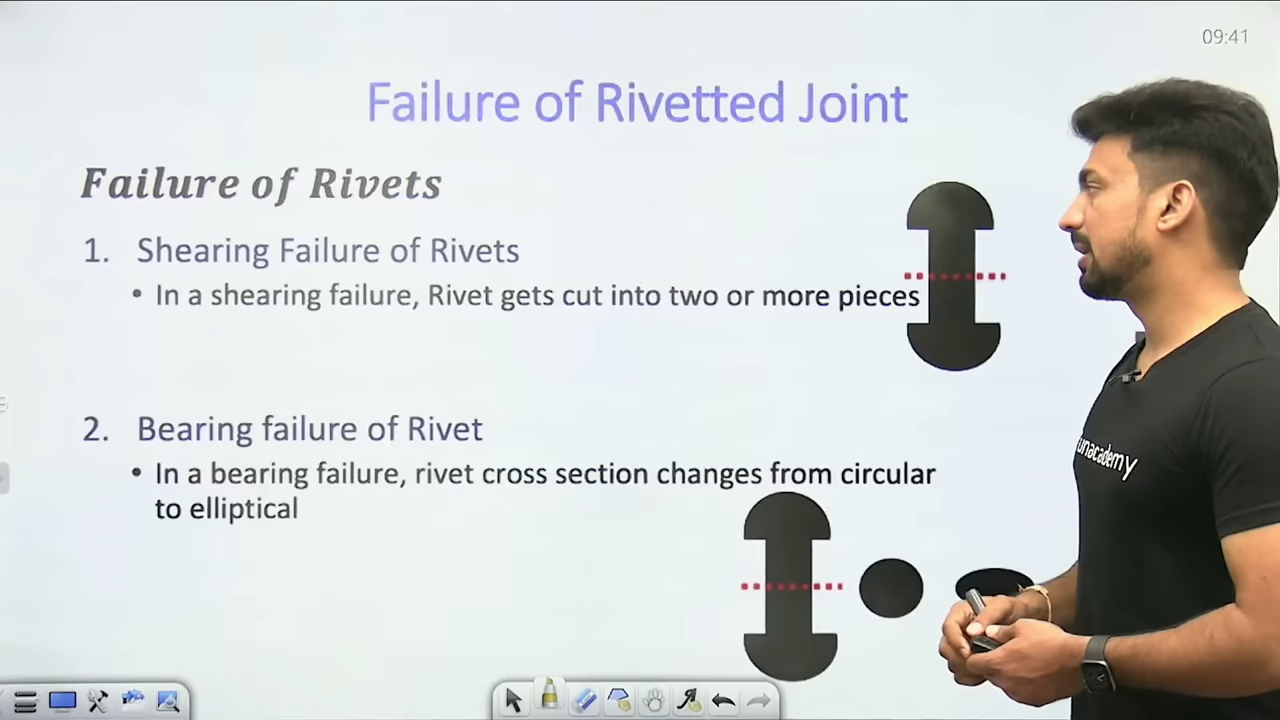 09:41
Failure of Rivetted Joint
Failure of Rivets
1. Shearing Failure of Rivets
• In a shearing failure, Rivet gets cut into two or more pieces
2. Bearing failure of Rivet
• In a bearing failure, rivet cross section changes from circular
to elliptical
unacademy